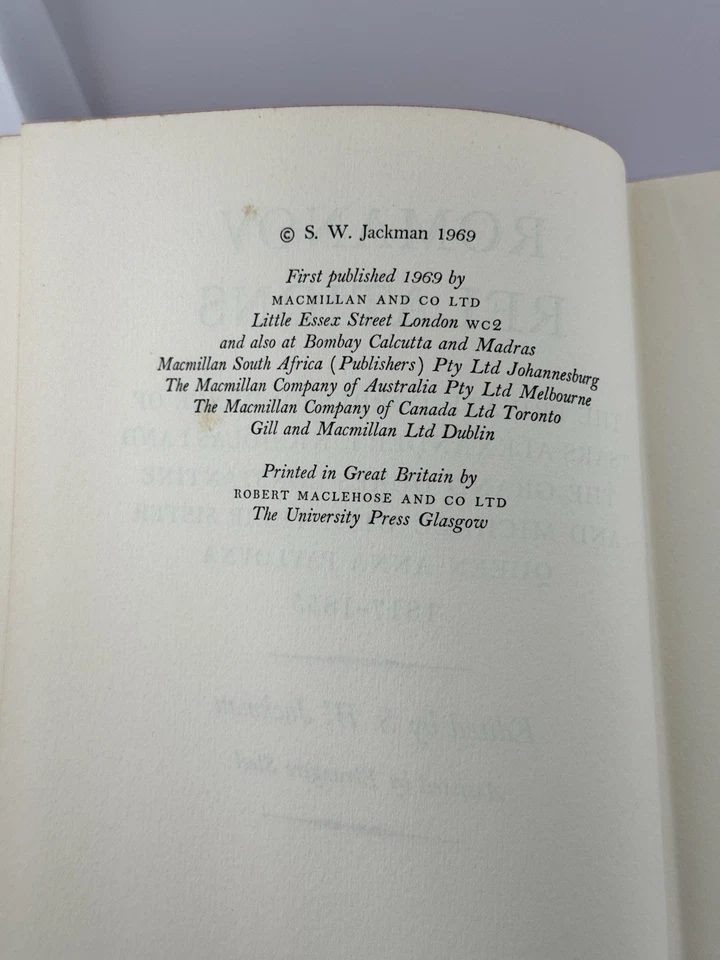 © S. W. Jackman 1969
First published 1969 by
MACMILLAN AND CO LTD
Little Essex Street London WC2
and also at Bombay Calcutta and Madras
Macmillan South Africa (Publishers) Pty Ltd Johannesburg
The Macmillan Company of Australia Pty Ltd Melbourne
The Macmillan Company of Canada Ltd Toronto
Gill and Macmillan Ltd Dublin
Printed in Great Britain by
ROBERT MACLEHOSE AND CO LTD
The University Press Glasgow